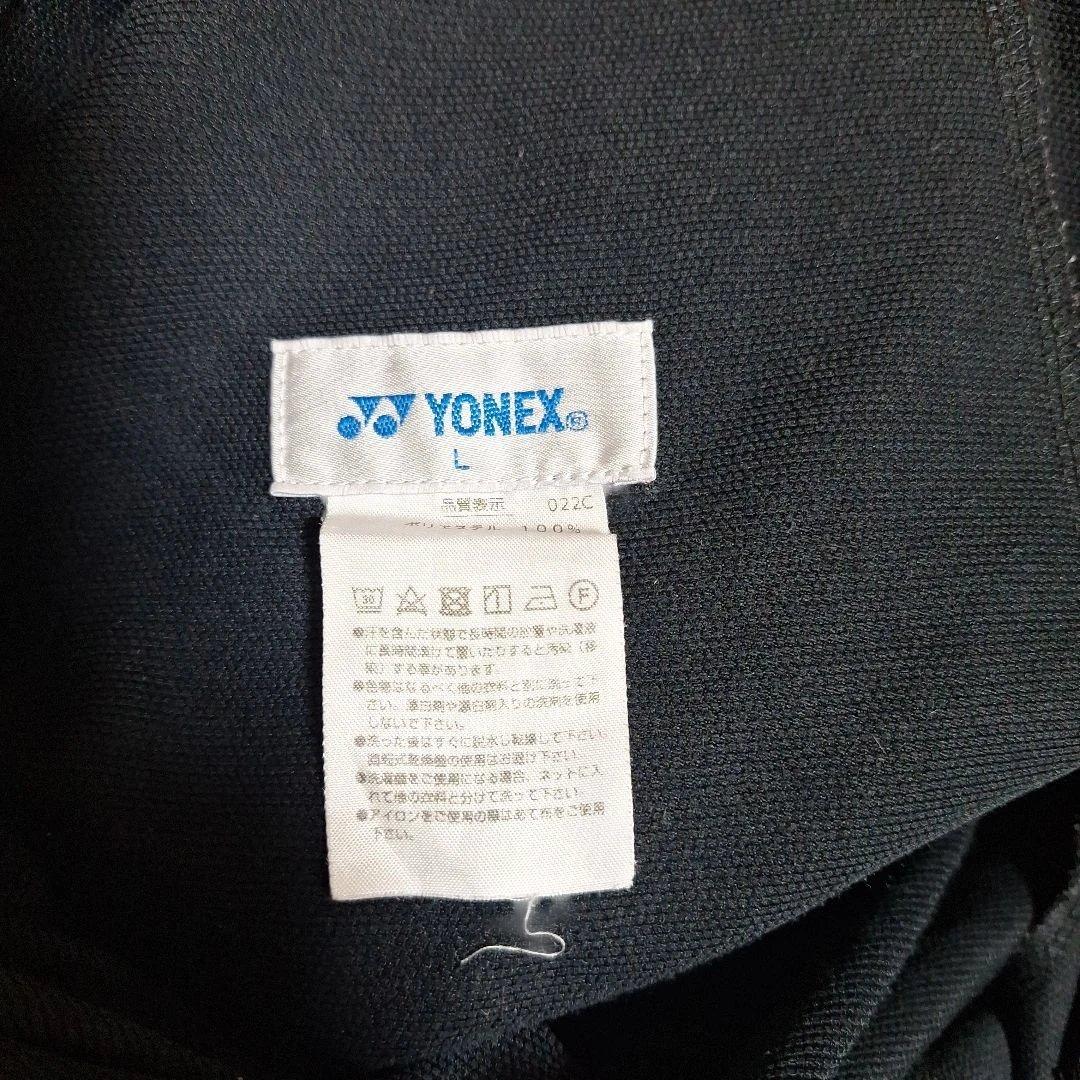 YONEX®
L
品質表示 022C
ポリエステル 100%
30 F
●汗を含んだ状態で長時間の放置や洗濯液
に長時間漬けて置いたりすると汚染(移
染)する事があります。
●色物はなるべく他の衣料と別に洗って下
さい。漂白剤や漂白剤入りの洗剤を使用
しないで下さい。
●洗った後はすぐに脱水し乾燥して下さい。
回転式乾燥機の使用はお避け下さい。
●洗濯機をご使用になる場合、ネットに入
れて他の衣料と分けて洗って下さい。
●アイロンをご使用の際はあて布をご使用
下さい。